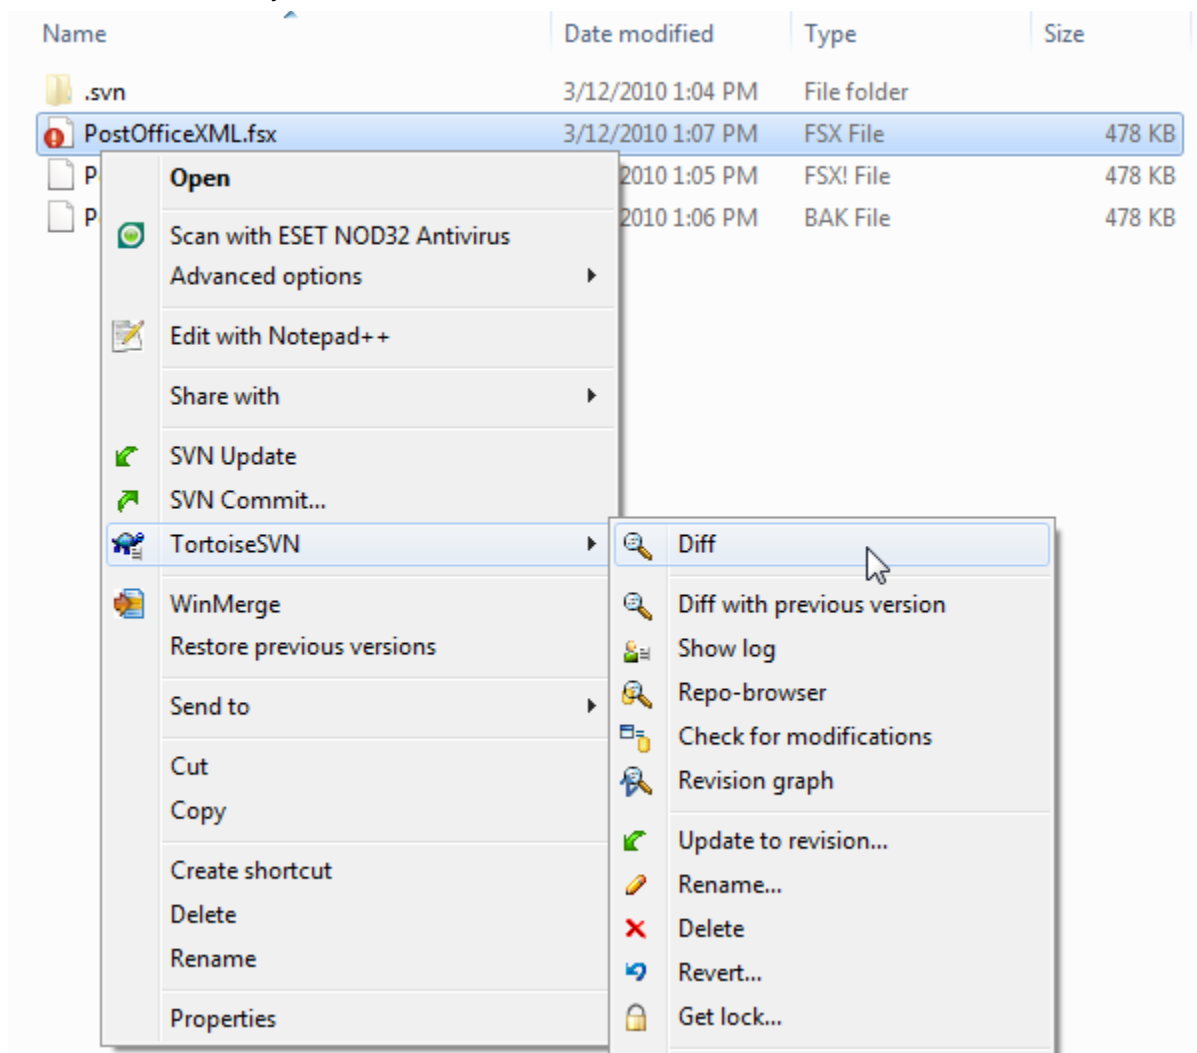 Name Date modified Type Size
.svn 3/12/2010 1:04 PM File folder
PostOfficeXML.fsx 3/12/2010 1:07 PM FSX File 478 KB
P 2010 1:05 PM FSX! File 478 KB
P 2010 1:06 PM BAK File 478 KB
Open
Scan with ESET NOD32 Antivirus
Advanced options
Edit with Notepad++
Share with
SVN Update
SVN Commit...
TortoiseSVN
WinMerge
Restore previous versions
Send to
Cut
Copy
Create shortcut
Delete
Rename
Properties
Diff
Diff with previous version
Show log
Repo-browser
Check for modifications
Revision graph
Update to revision...
Rename...
Delete
Revert...
Get lock...